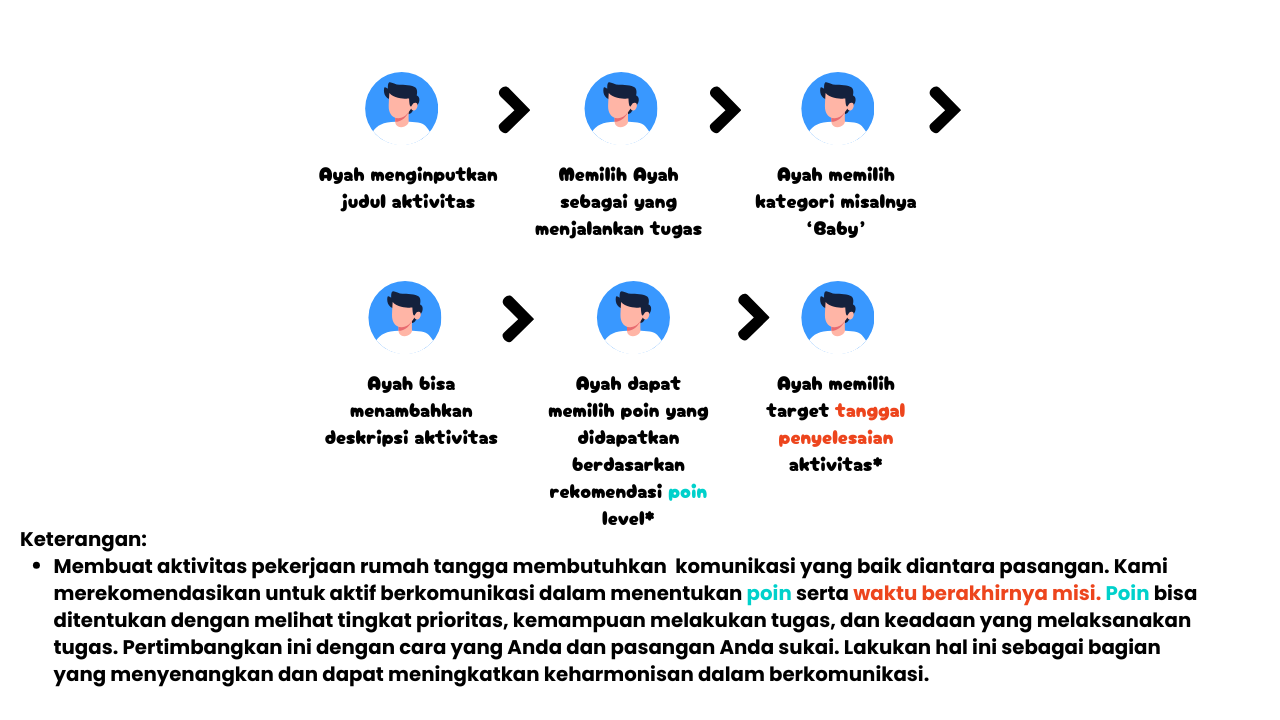 Ayah menginputkan
judul aktivitas
Memilih Ayah
sebagai yang
menjalankan tugas
Ayah memilih
kategori misalnya
‘Baby’
Ayah bisa
menambahkan
deskripsi aktivitas
Ayah dapat
memilih poin yang
didapatkan
berdasarkan
rekomendasi poin
level*
Ayah memilih
target tanggal
penyelesaian
aktivitas*
Keterangan:
• Membuat aktivitas pekerjaan rumah tangga membutuhkan  komunikasi yang baik diantara pasangan. Kami
merekomendasikan untuk aktif berkomunikasi dalam menentukan poin serta waktu berakhirnya misi. Poin bisa
ditentukan dengan melihat tingkat prioritas, kemampuan melakukan tugas, dan keadaan yang melaksanakan
tugas. Pertimbangkan ini dengan cara yang Anda dan pasangan Anda sukai. Lakukan hal ini sebagai bagian
yang menyenangkan dan dapat meningkatkan keharmonisan dalam berkomunikasi.